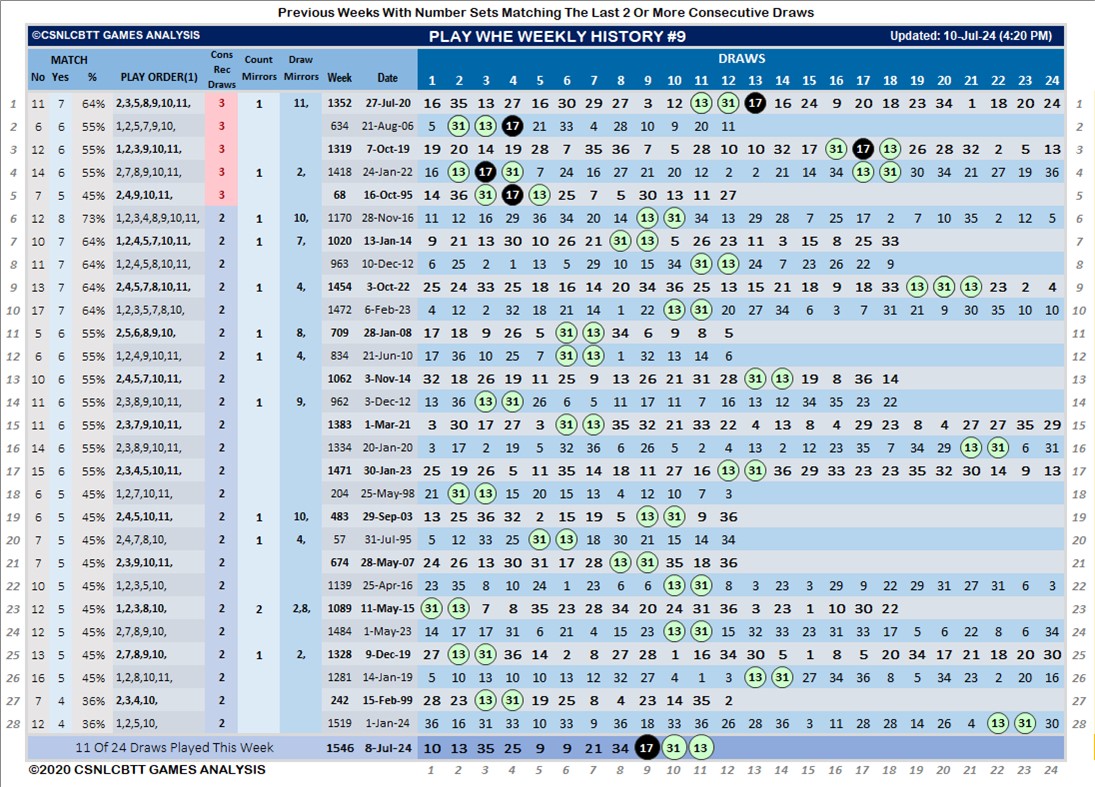 Previous Weeks With Number Sets Matching The Last 2 Or More Consecutive Draws
©CSNLCBTT GAMES ANALYSIS PLAY WHE WEEKLY HISTORY #9 Updated: 10-Jul-24 (4:20 PM)
MATCH Cons Rec Draws Count Mirrors Draw Mirrors DRAWS
No Yes % PLAY ORDER(1) Week Date 1 2 3 4 5 6 7 8 9 10 11 12 13 14 15 16 17 18 19 20 21 22 23 24
1 11 7 64% 2,3,5,8,9,10,11, 3 1 11, 1352 27-Jul-20 16 35 13 27 16 30 29 27 3 12 13 31 17 16 24 9 20 18 23 34 1 18 20 24 1
2 6 6 55% 1,2,5,7,9,10, 3 634 21-Aug-06 5 31 13 17 21 33 4 28 10 9 20 11 2
3 12 6 55% 1,2,3,9,10,11, 3 1319 7-Oct-19 19 20 14 19 28 7 35 36 7 5 28 10 10 32 17 31 17 13 26 28 32 2 5 13 3
4 14 6 55% 2,7,8,9,10,11, 3 1 2, 1418 24-Jan-22 16 13 17 31 7 24 16 27 21 20 12 2 2 21 14 34 13 31 30 34 21 27 19 36 4
5 7 5 45% 2,4,9,10,11, 3 68 16-Oct-95 14 36 31 17 13 25 7 5 30 13 11 27 5
6 12 8 73% 1,2,3,4,8,9,10,11, 2 1 10, 1170 28-Nov-16 11 12 16 29 36 34 20 14 13 31 34 13 29 28 7 25 17 2 7 10 35 2 12 5 6
7 10 7 64% 1,2,4,5,7,10,11, 2 1 7, 1020 13-Jan-14 9 21 13 30 10 26 21 31 13 5 26 23 11 3 15 8 25 33 7
8 11 7 64% 1,2,4,5,8,10,11, 2 963 10-Dec-12 6 25 2 1 13 5 29 10 15 34 31 13 24 7 23 26 22 9 8
9 13 7 64% 2,4,5,7,8,10,11, 2 1 4, 1454 3-Oct-22 25 24 33 25 18 16 14 20 34 36 25 13 15 21 18 9 18 33 13 31 13 23 2 4 9
10 17 7 64% 1,2,3,5,7,8,10, 2 1472 6-Feb-23 4 12 2 32 18 21 14 1 22 13 31 20 27 34 6 3 7 31 21 9 30 35 10 10 10
11 5 6 55% 2,5,6,8,9,10, 2 1 8, 709 28-Jan-08 17 18 9 26 5 31 13 34 6 9 8 5 11
12 6 6 55% 1,2,4,9,10,11, 2 1 4, 834 21-Jun-10 17 36 10 25 7 31 13 1 32 13 14 6 12
13 10 6 55% 2,4,5,7,10,11, 2 1062 3-Nov-14 32 18 26 19 11 25 9 13 26 21 31 28 31 13 19 8 36 14 13
14 11 6 55% 2,3,8,9,10,11, 2 1 9, 962 3-Dec-12 13 36 13 31 26 6 5 11 17 11 7 16 13 12 34 35 23 22 14
15 11 6 55% 2,3,7,9,10,11, 2 1383 1-Mar-21 3 30 17 27 3 31 13 35 32 21 33 22 4 13 8 4 29 23 8 4 27 27 35 29 15
16 14 6 55% 2,3,8,9,10,11, 2 1334 20-Jan-20 3 17 2 19 5 32 36 6 26 5 2 4 13 2 12 23 35 7 34 29 13 31 6 31 16
17 15 6 55% 2,3,4,5,10,11, 2 1471 30-Jan-23 25 19 26 5 11 35 14 18 11 27 16 13 31 36 29 33 23 23 35 32 30 14 9 13 17
18 6 5 45% 1,2,7,10,11, 2 204 25-May-98 21 31 13 15 20 15 13 4 12 10 7 3 18
19 6 5 45% 2,4,5,10,11, 2 1 10, 483 29-Sep-03 13 25 36 32 2 15 19 5 13 31 9 36 19
20 7 5 45% 2,4,7,8,10, 2 1 4, 57 31-Jul-95 5 12 33 25 31 13 18 30 21 15 14 34 20
21 7 5 45% 2,3,9,10,11, 2 674 28-May-07 24 26 13 30 31 17 28 13 31 35 18 36 21
22 10 5 45% 1,2,3,5,10, 2 1139 25-Apr-16 23 35 8 10 24 1 23 6 6 13 31 8 3 23 3 29 9 22 29 31 27 31 6 3 22
23 12 5 45% 1,2,3,8,10, 2 2 2,8, 1089 11-May-15 31 13 7 8 35 23 28 34 20 24 31 36 3 23 1 10 30 22 23
24 12 5 45% 2,7,8,9,10, 2 1484 1-May-23 14 17 17 31 6 21 4 15 23 13 31 15 32 33 23 31 33 17 5 6 22 8 6 34 24
25 13 5 45% 2,7,8,9,10, 2 1 2, 1328 9-Dec-19 27 13 31 36 14 2 8 27 28 1 16 34 30 5 1 8 5 20 34 17 21 18 20 30 25
26 16 5 45% 1,2,8,10,11, 2 1281 14-Jan-19 5 10 13 10 10 13 12 32 27 4 1 3 13 31 27 34 36 8 5 34 23 2 20 16 26
27 7 4 36% 2,3,4,10, 2 242 15-Feb-99 28 23 13 31 19 25 8 4 23 14 35 2 27
28 12 4 36% 1,2,5,10, 2 1519 1-Jan-24 36 16 31 33 10 33 9 36 18 33 36 26 28 36 3 11 28 28 14 26 4 13 31 30 28
11 Of 24 Draws Played This Week 1546 8-Jul-24 10 13 35 25 9 9 21 34 17 31 13
©2020 CSNLCBTT GAMES ANALYSIS 1 2 3 4 5 6 7 8 9 10 11 12 13 14 15 16 17 18 19 20 21 22 23 24